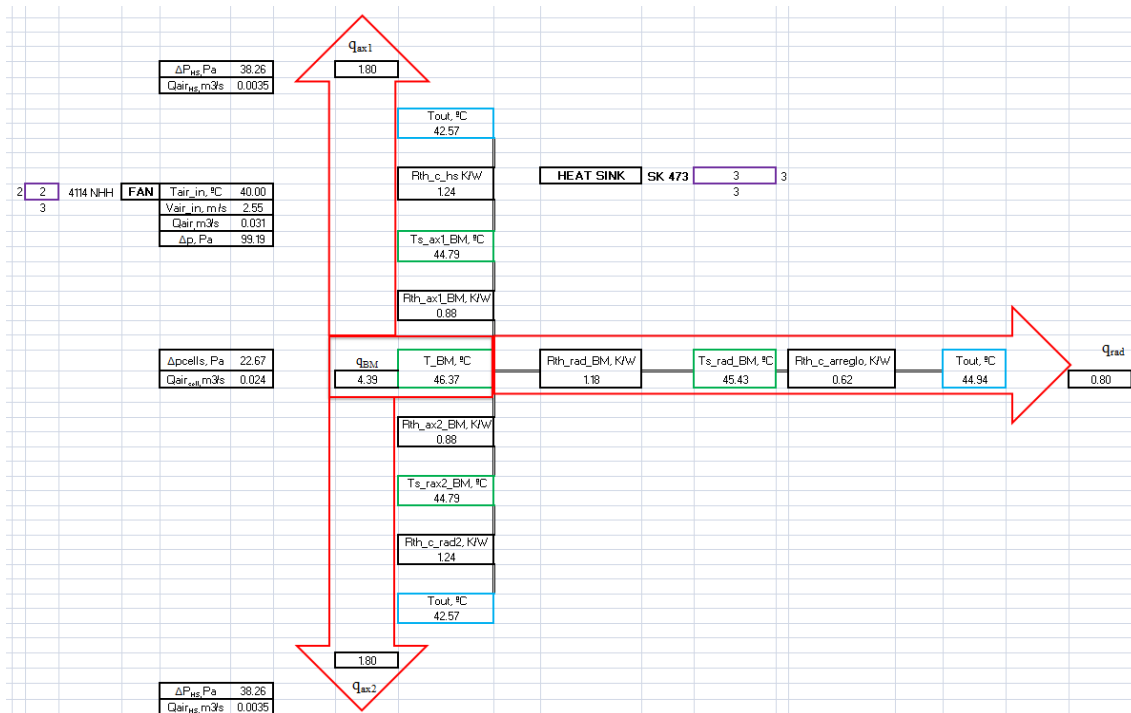 q_ax1
ΔP_HS, Pa 38.26 1.80
Qair_HS, m3/s 0.0035
Tout, ºC
42.57
Rth_c_hs K/W
1.24
HEAT SINK SK 473 3 3
3
2 2 4114 NHH FAN Tair_in, ºC 40.00
3
Vair_in, m/s 2.55
Qair, m3/s 0.031
Δp, Pa 99.19
Ts_ax1_BM, ºC
44.79
Rth_ax1_BM, K/W
0.88
Δpcells, Pa 22.67 q_BM T_BM, ºC Rth_rad_BM, K/W Ts_rad_BM, ºC Rth_c_arreglo, K/W Tout, ºC q_rad
Qair_cell, m3/s 0.024 4.39 46.37 1.18 45.43 0.62 44.94 0.80
Rth_ax2_BM, K/W
0.88
Ts_rax2_BM, ºC
44.79
Rth_c_rad2, K/W
1.24
Tout, ºC
42.57
1.80
q_ax2
ΔP_HS, Pa 38.26
Qair_HS, m3/s 0.0035